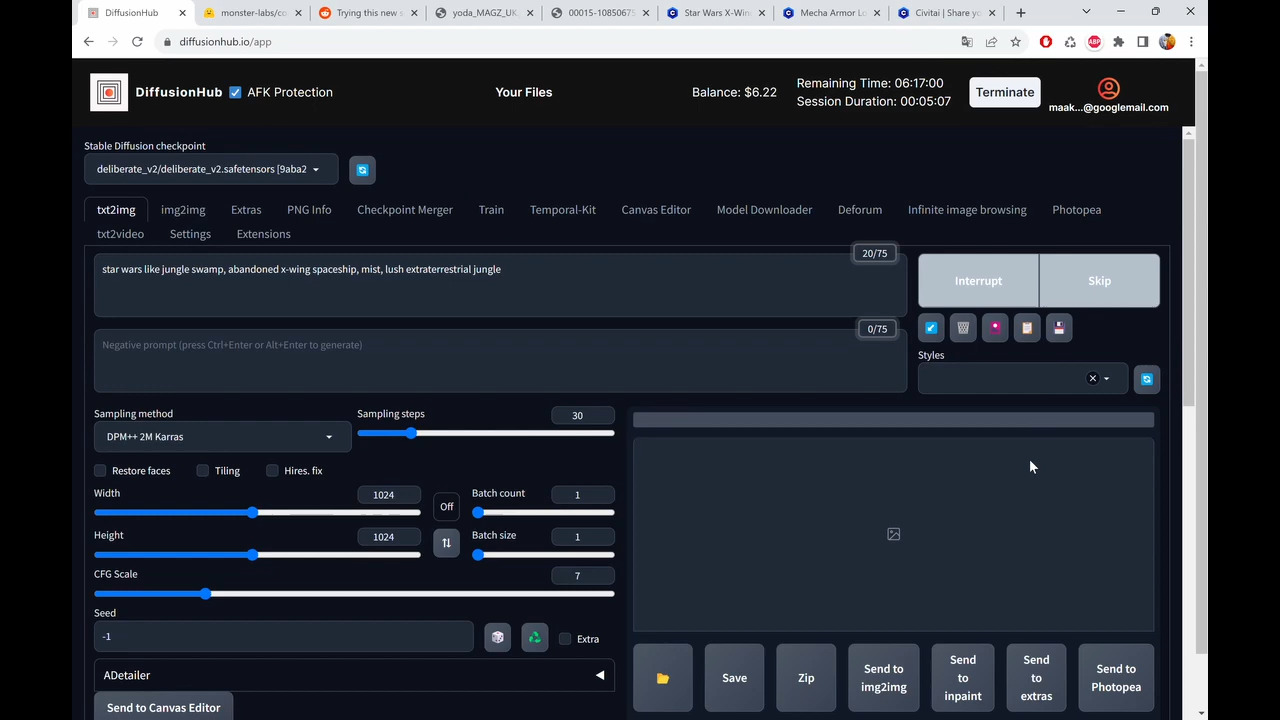 DiffusionHub
monster-labs/co
Trying this new s
yoda_MAGZ_U
00015-10850675
Star Wars X-Win
Mecha Armor Lo
Civitai | Share yo
diffusionhub.io/app
DiffusionHub
AFK Protection
Your Files
Balance: $6.22
Remaining Time: 06:17:00
Session Duration: 00:05:07
Terminate
maak...@googlemail.com
Stable Diffusion checkpoint
deliberate_v2/deliberate_v2.safetensors [9aba2
txt2img
img2img
Extras
PNG Info
Checkpoint Merger
Train
Temporal-Kit
Canvas Editor
Model Downloader
Deforum
Infinite image browsing
Photopea
txt2video
Settings
Extensions
20/75
star wars like jungle swamp, abandoned x-wing spaceship, mist, lush extraterrestrial jungle
Interrupt
Skip
0/75
Negative prompt (press Ctrl+Enter or Alt+Enter to generate)
Styles
Sampling method
DPM++ 2M Karras
Sampling steps
30
Restore faces
Tiling
Hires. fix
Width
1024
Off
Batch count
1
Height
1024
Batch size
1
CFG Scale
7
Seed
-1
Extra
ADetailer
Send to Canvas Editor
Save
Zip
Send to
img2img
Send
to
inpaint
Send
to
extras
Send to
Photopea
ABP